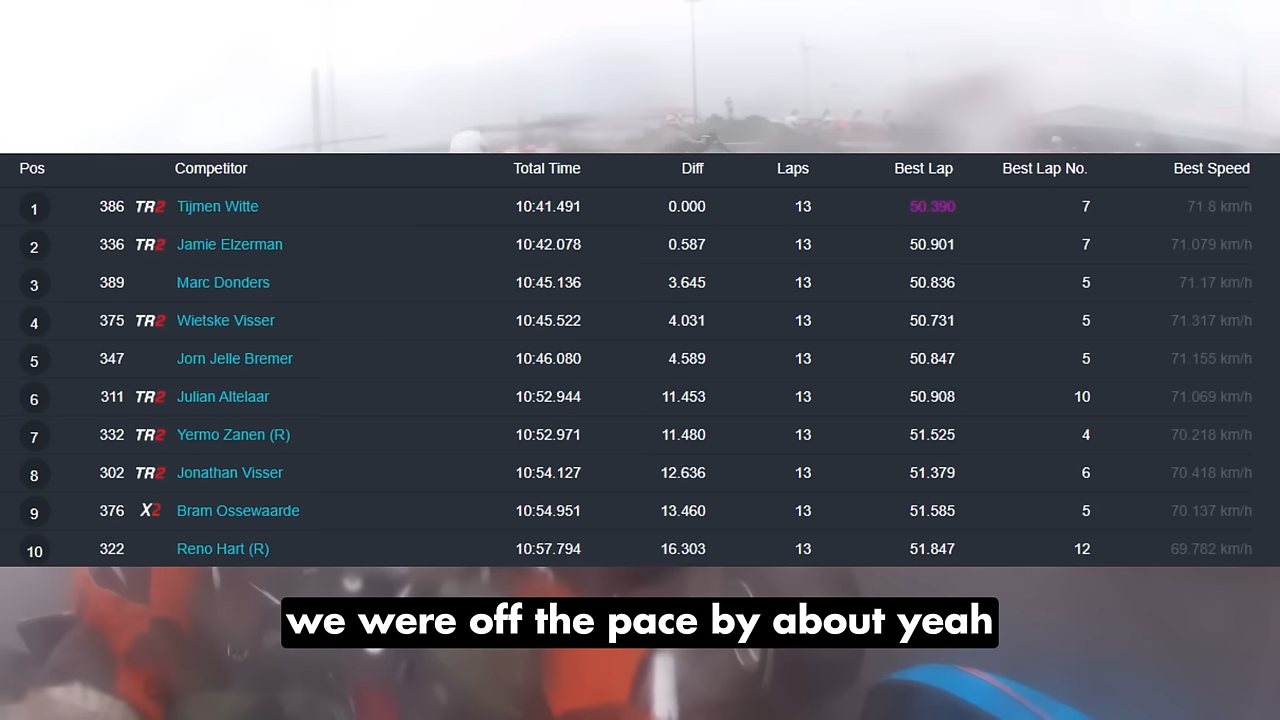 Pos Competitor Total Time Diff Laps Best Lap Best Lap No. Best Speed
1 386 TR2 Tijmen Witte 10:41.491 0.000 13 50.390 7 71.8 km/h
2 336 TR2 Jamie Elzerman 10:42.078 0.587 13 50.901 7 71.079 km/h
3 389 Marc Donders 10:45.136 3.645 13 50.836 5 71.17 km/h
4 375 TR2 Wietske Visser 10:45.522 4.031 13 50.731 5 71.317 km/h
5 347 Jorn Jelle Bremer 10:46.080 4.589 13 50.847 5 71.155 km/h
6 311 TR2 Julian Altelaar 10:52.944 11.453 13 50.908 10 71.069 km/h
7 332 TR2 Yermo Zanen (R) 10:52.971 11.480 13 51.525 4 70.218 km/h
8 302 TR2 Jonathan Visser 10:54.127 12.636 13 51.379 6 70.418 km/h
9 376 X2 Bram Ossewaarde 10:54.951 13.460 13 51.585 5 70.137 km/h
10 322 Reno Hart (R) 10:57.794 16.303 13 51.847 12 69.782 km/h
we were off the pace by about yeah